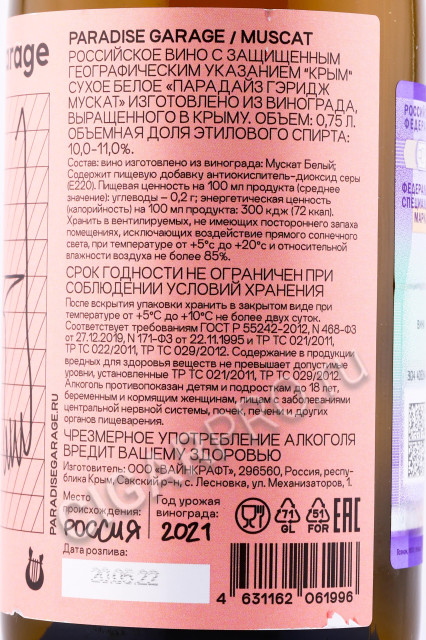 PARADISE GARAGE / MUSCAT
РОССИЙСКОЕ ВИНО С ЗАЩИЩЕННЫМ
ГЕОГРАФИЧЕСКИМ УКАЗАНИЕМ "КРЫМ"
СУХОЕ БЕЛОЕ «ПАРАДАЙЗ ГЭРИДЖ
МУСКАТ» ИЗГОТОВЛЕНО ИЗ ВИНОГРАДА,
ВЫРАЩЕННОГО В КРЫМУ. ОБЪЕМ: 0,75 Л.
ОБЪЕМНАЯ ДОЛЯ ЭТИЛОВОГО СПИРТА:
10,0-11,0%.
Состав: вино изготовлено из винограда: Мускат Белый;
Содержит пищевую добавку антиокислитель-диоксид серы
(Е220). Пищевая ценность на 100 мл продукта (среднее
значение): углеводы – 0,2 г; энергетическая ценность
(калорийность) на 100 мл продукта: 300 кДж (72 ккал).
Хранить в вентилируемых, не имеющих постороннего запаха
помещениях, исключающих воздействие прямого солнечного
света, при температуре от +5°С до +20°С и относительной
влажности воздуха не более 85%.
СРОК ГОДНОСТИ НЕ ОГРАНИЧЕН ПРИ
СОБЛЮДЕНИИ УСЛОВИЙ ХРАНЕНИЯ
После вскрытия упаковки хранить в закрытом виде при
температуре от +5°С до +10°С не более двух суток.
Соответствует требованиям ГОСТ Р 55242-2012, N 468-ФЗ
от 27.12.2019, N 171-ФЗ от 22.11.1995 и ТР ТС 021/2011,
ТР ТС 022/2011, ТР ТС 029/2012. Содержание в продукции
вредных для здоровья веществ не превышает допустимые
уровни, установленные ТР ТС 021/2011, ТР ТС 029/2012.
Алкоголь противопоказан детям и подросткам до 18 лет,
беременным и кормящим женщинам, лицам с заболеваниями
центральной нервной системы, почек, печени и других
органов пищеварения.
ЧРЕЗМЕРНОЕ УПОТРЕБЛЕНИЕ АЛКОГОЛЯ
ВРЕДИТ ВАШЕМУ ЗДОРОВЬЮ
Изготовитель: ООО «ВАЙНКРАФТ», 296560, Россия, респу-
блика Крым, Сакский р-н, с. Лесновка, ул. Механизаторов, 1.
Место
происхождения:
РОССИЯ
Год урожая
винограда:
2021
71
GL
51
FOR
EAC
Дата розлива:
20.05.22
4 631162 061996
PARADISEGARAGE.RU
arage